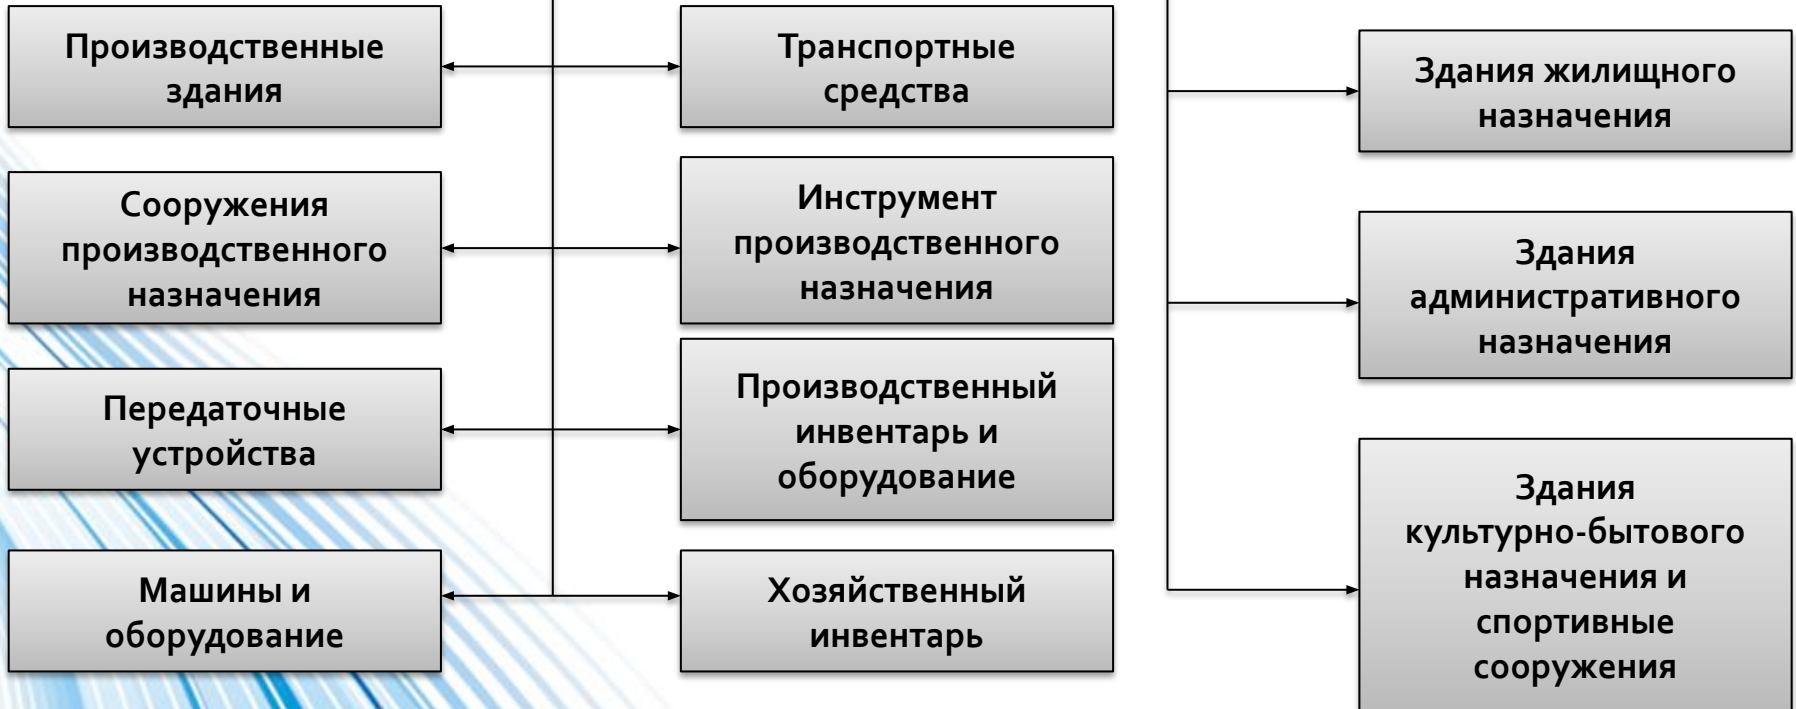 Производственные
здания
Сооружения
производственного
назначения
Передаточные
устройства
Машины и
оборудование
Транспортные
средства
Инструмент
производственного
назначения
Производственный
инвентарь и
оборудование
Хозяйственный
инвентарь
Здания жилищного
назначения
Здания
административного
назначения
Здания
культурно-бытового
назначения и
спортивные
сооружения